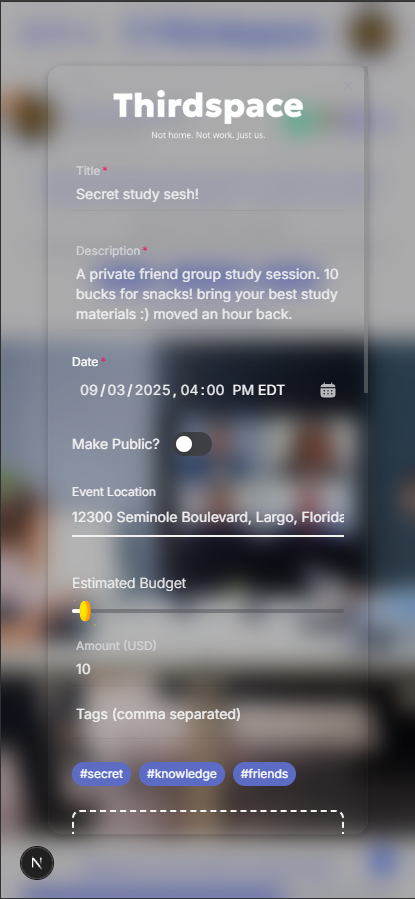 Thirdspace
Not home. Not work. Just us.
Title *
Secret study sesh!
Description *
A private friend group study session. 10
bucks for snacks! bring your best study
materials :) moved an hour back.
Date *
09/03/2025, 04:00 PM EDT
Make Public?
Event Location
12300 Seminole Boulevard, Largo, Florida
Estimated Budget
Amount (USD)
10
Tags (comma separated)
#secret #knowledge #friends
N